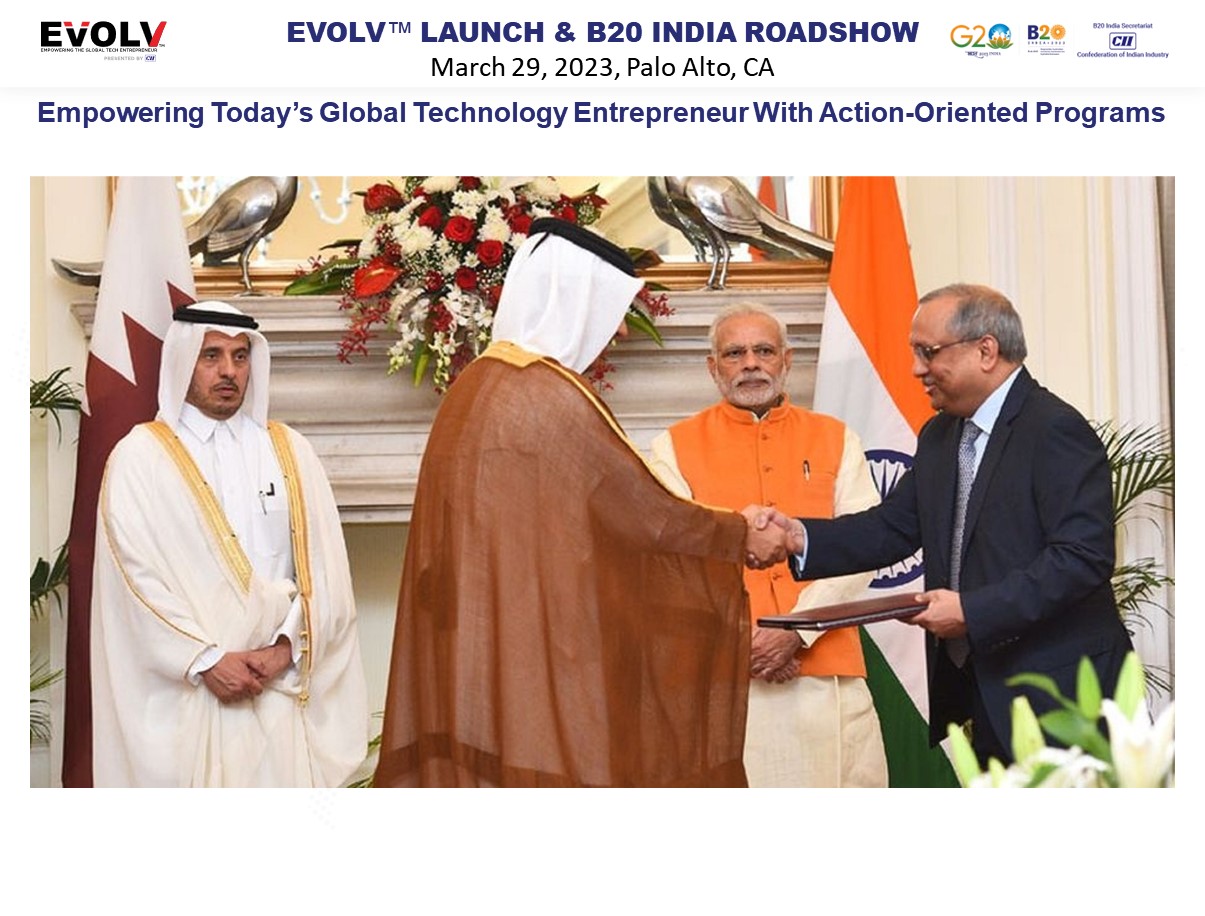 EVOLV™
EMPOWERING THE GLOBAL TECH ENTREPRENEUR
PRESENTED BY CII
EVOLV™ LAUNCH & B20 INDIA ROADSHOW
March 29, 2023, Palo Alto, CA
G20
B20
B20 India Secretariat
CII
Confederation of Indian Industry
Empowering Today’s Global Technology Entrepreneur With Action-Oriented Programs